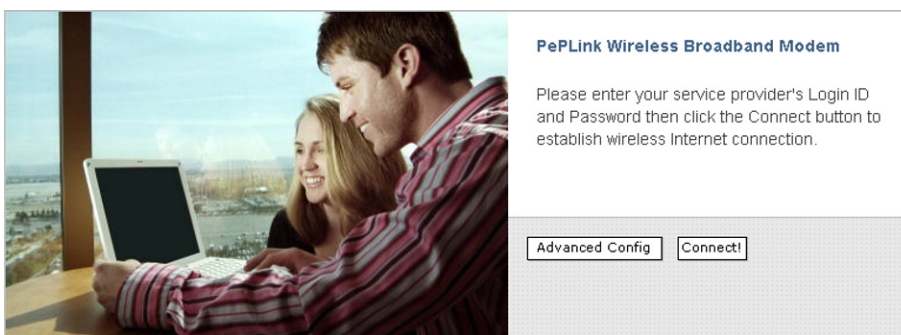 PePLink Wireless Broadband Modem
Please enter your service provider's Login ID
and Password then click the Connect button to
establish wireless Internet connection.
Advanced Config
Connect!